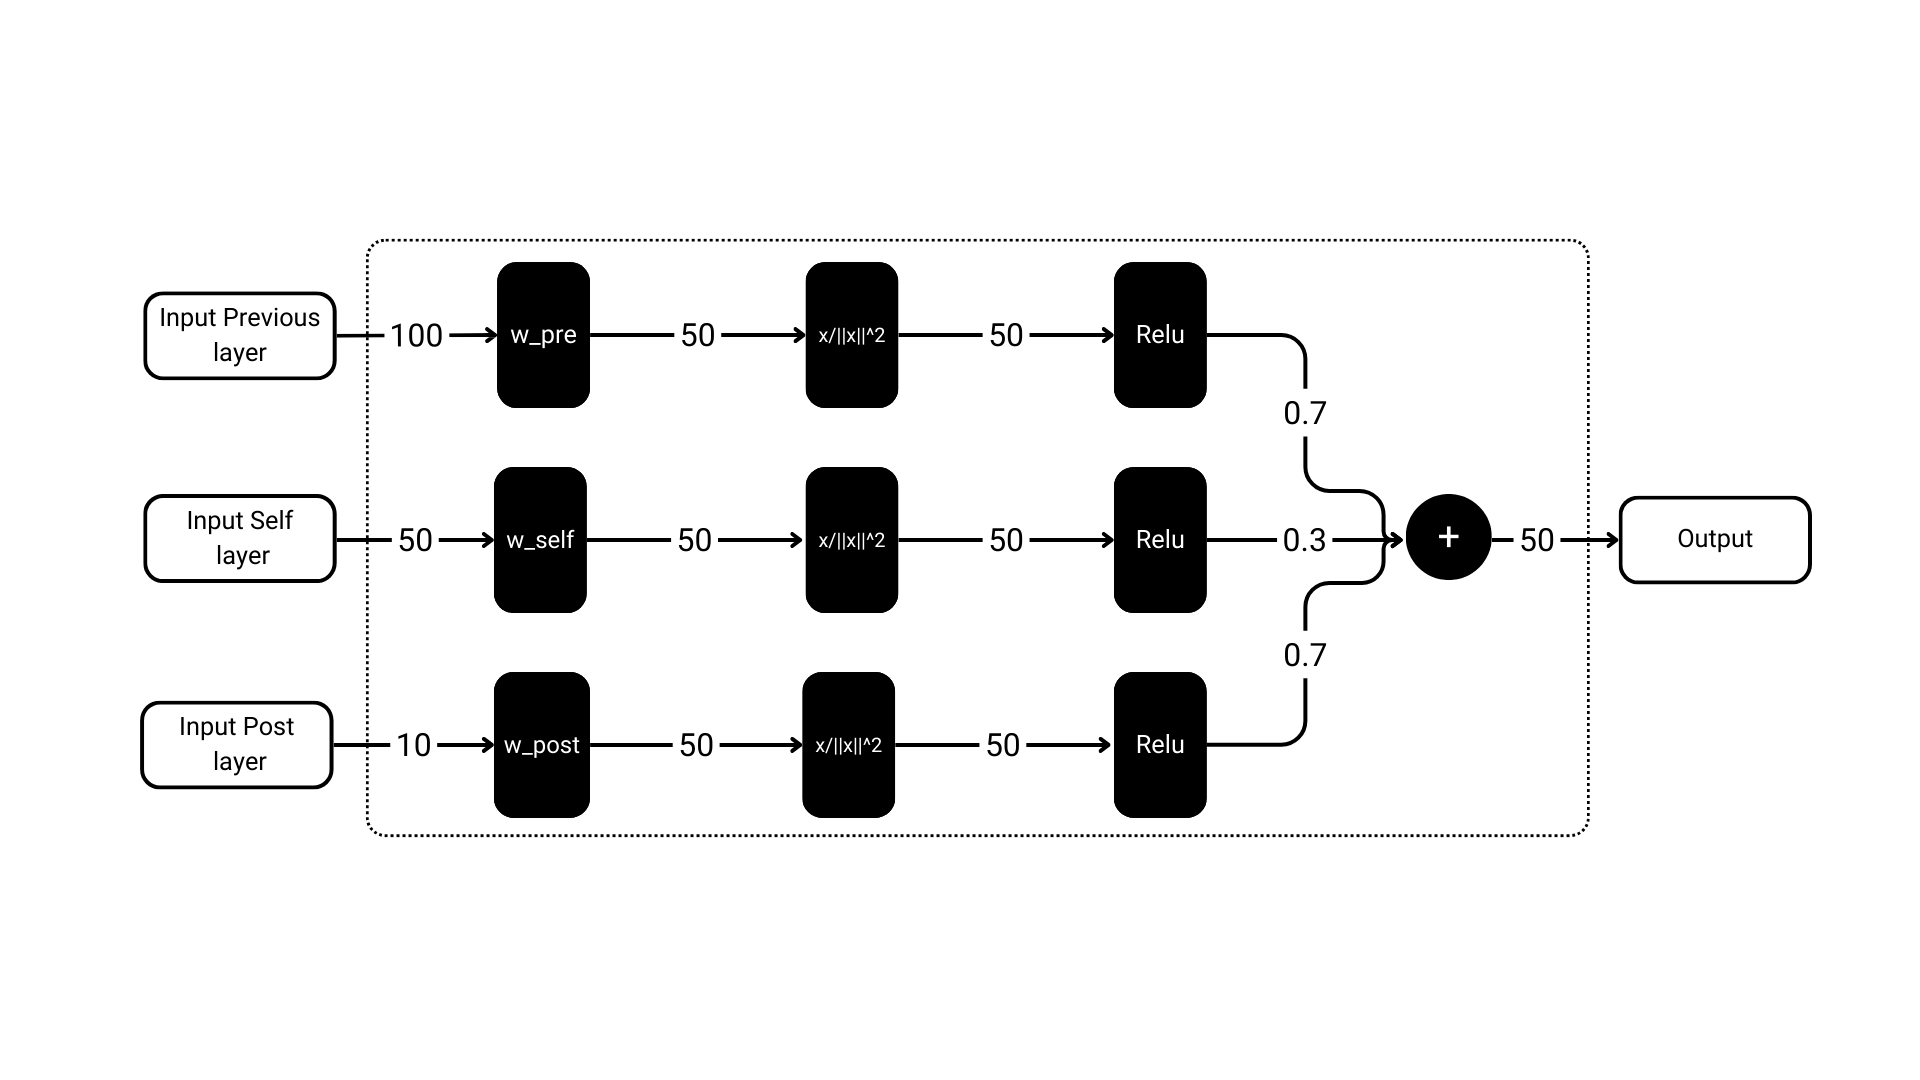 Input Previous
layer
100
w_pre
50
x/||x||^2
50
Relu
0.7
Input Self
layer
50
w_self
50
x/||x||^2
50
Relu
0.3
+
50
Output
0.7
Input Post
layer
10
w_post
50
x/||x||^2
50
Relu